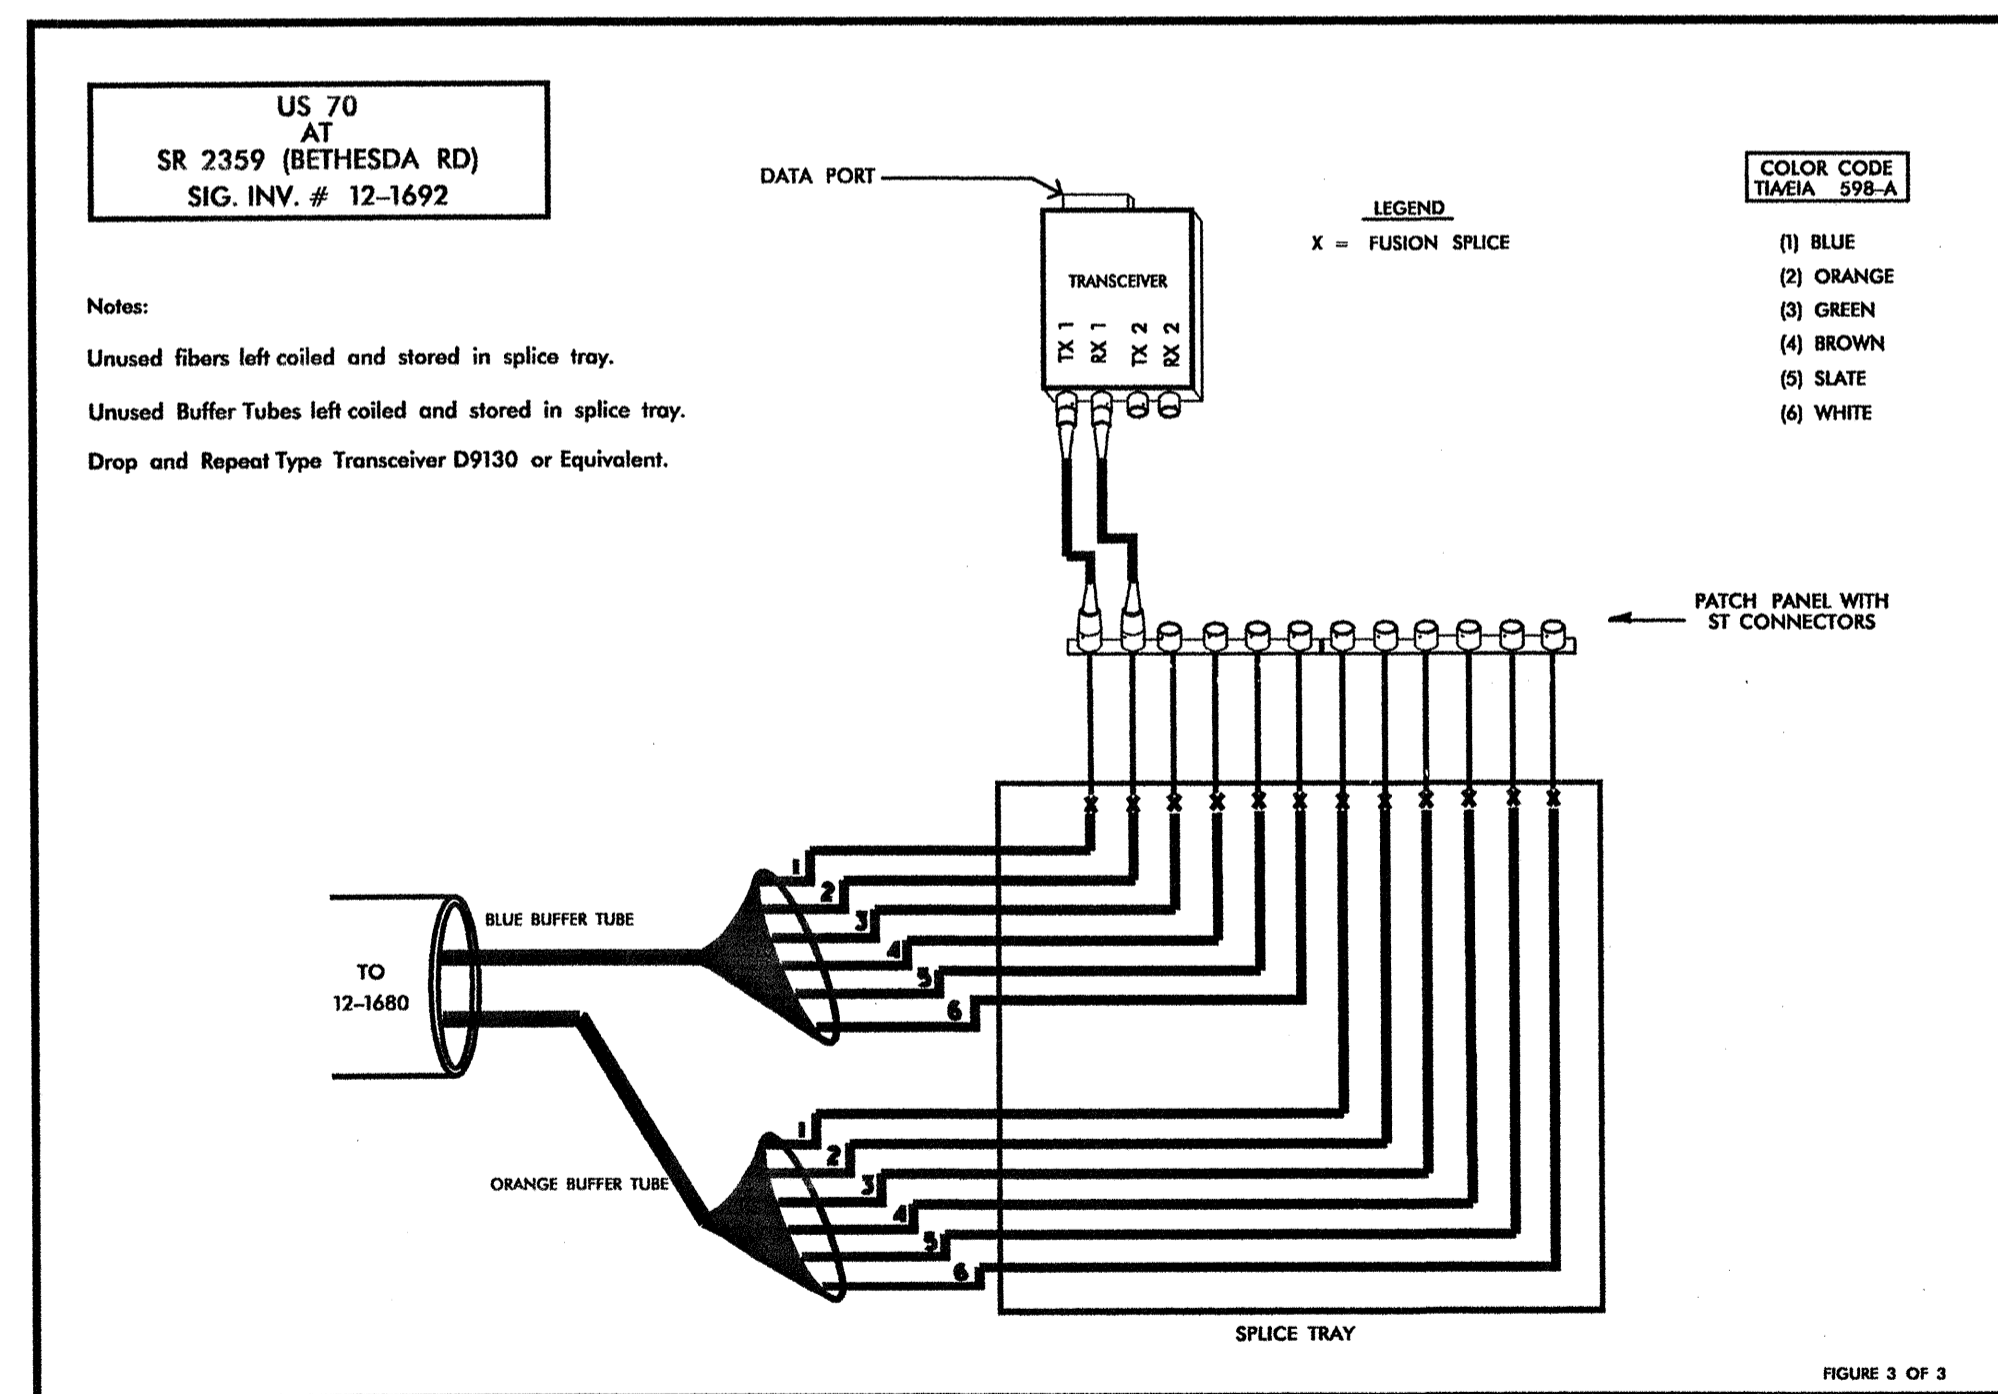 US 70
AT
SR 2359 (BETHESDA RD)
SIG. INV. # 12-1692
Notes:
Unused fibers left coiled and stored in splice tray.
Unused Buffer Tubes left coiled and stored in splice tray.
Drop and Repeat Type Transceiver D9130 or Equivalent.
DATA PORT
TRANSCEIVER
TX 1
RX 1
TX 2
RX 2
LEGEND
X = FUSION SPLICE
COLOR CODE
TIA/EIA 598-A
(1) BLUE
(2) ORANGE
(3) GREEN
(4) BROWN
(5) SLATE
(6) WHITE
PATCH PANEL WITH
ST CONNECTORS
X X X X X X X X X X X X
BLUE BUFFER TUBE
1
2
3
4
5
6
TO
12-1680
ORANGE BUFFER TUBE
1
2
3
4
5
6
SPLICE TRAY
FIGURE 3 OF 3